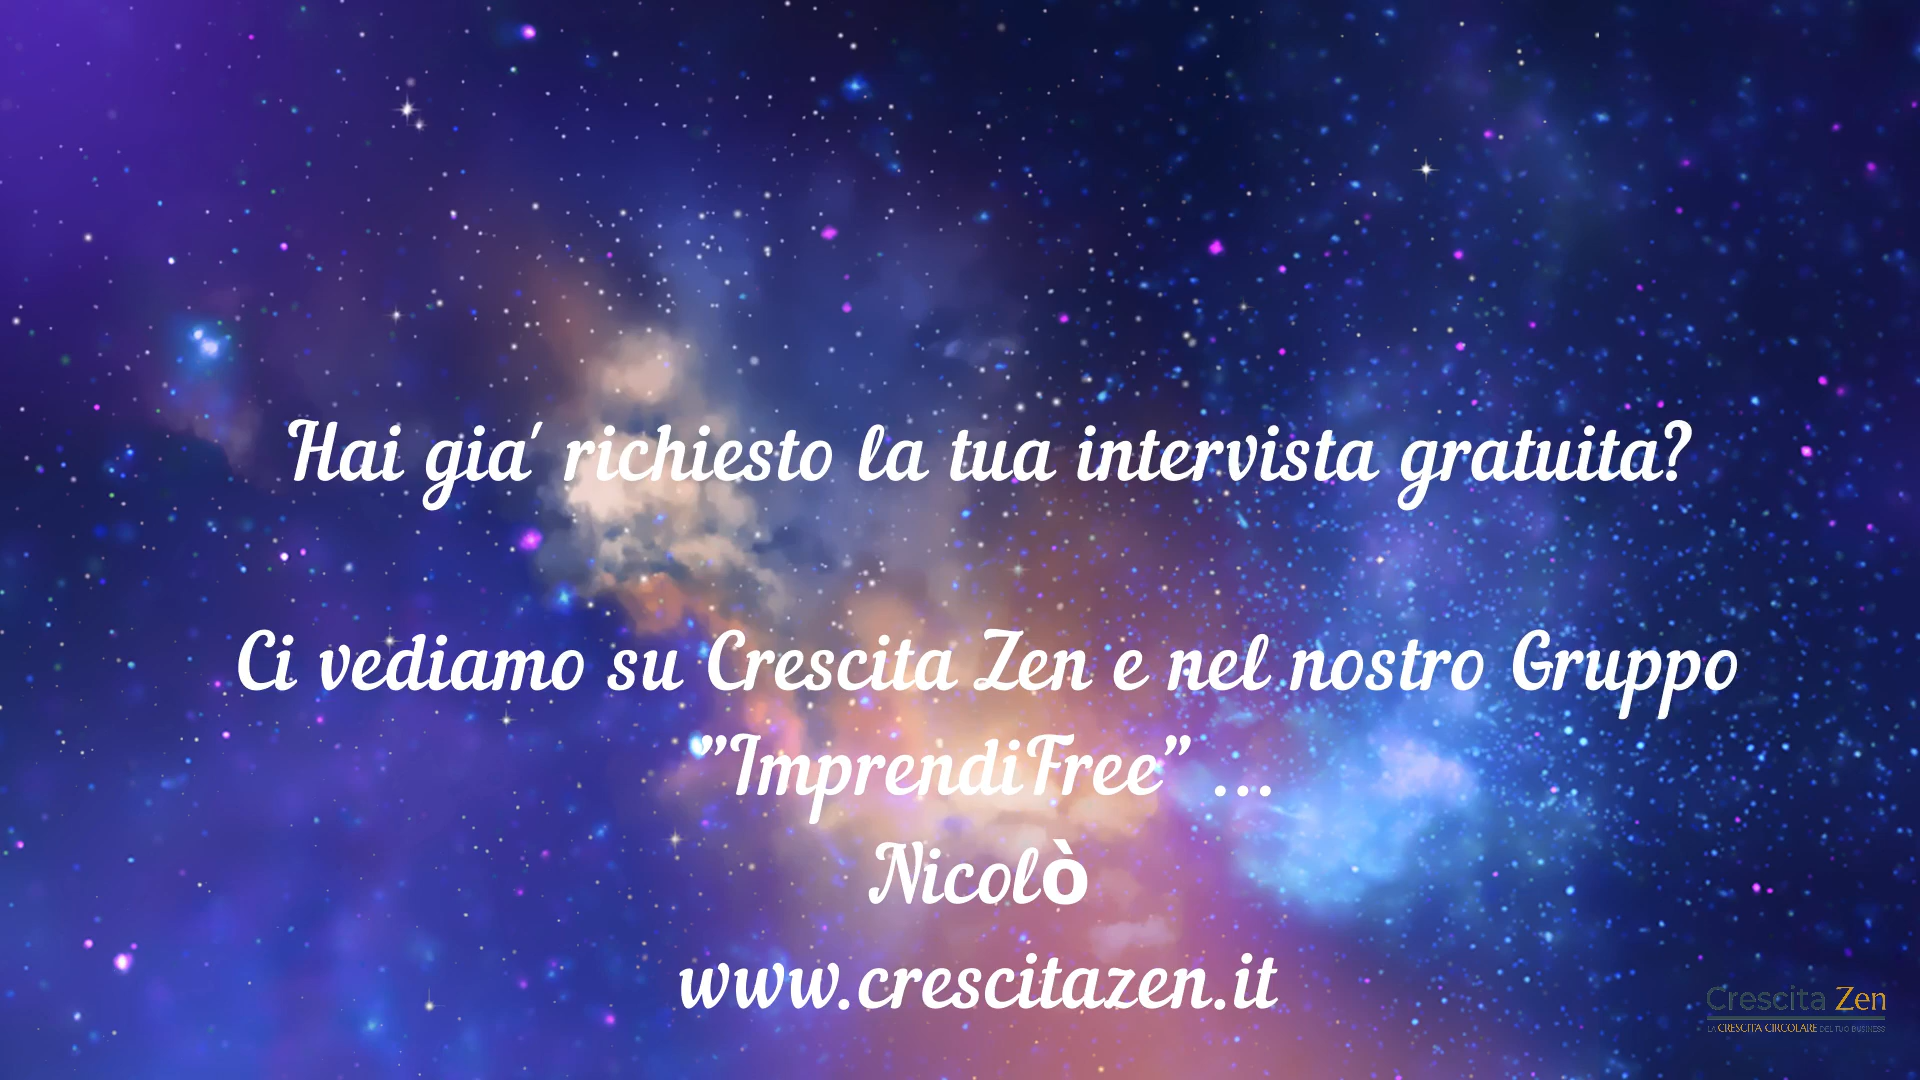 Hai gia' richiesto la tua intervista gratuita?
Ci vediamo su Crescita Zen e nel nostro Gruppo
"ImprendiFree" ...
Nicolò
www.crescitazen.it
Crescita Zen
LA CRESCITA CIRCOLARE DEL TUO BUSINESS